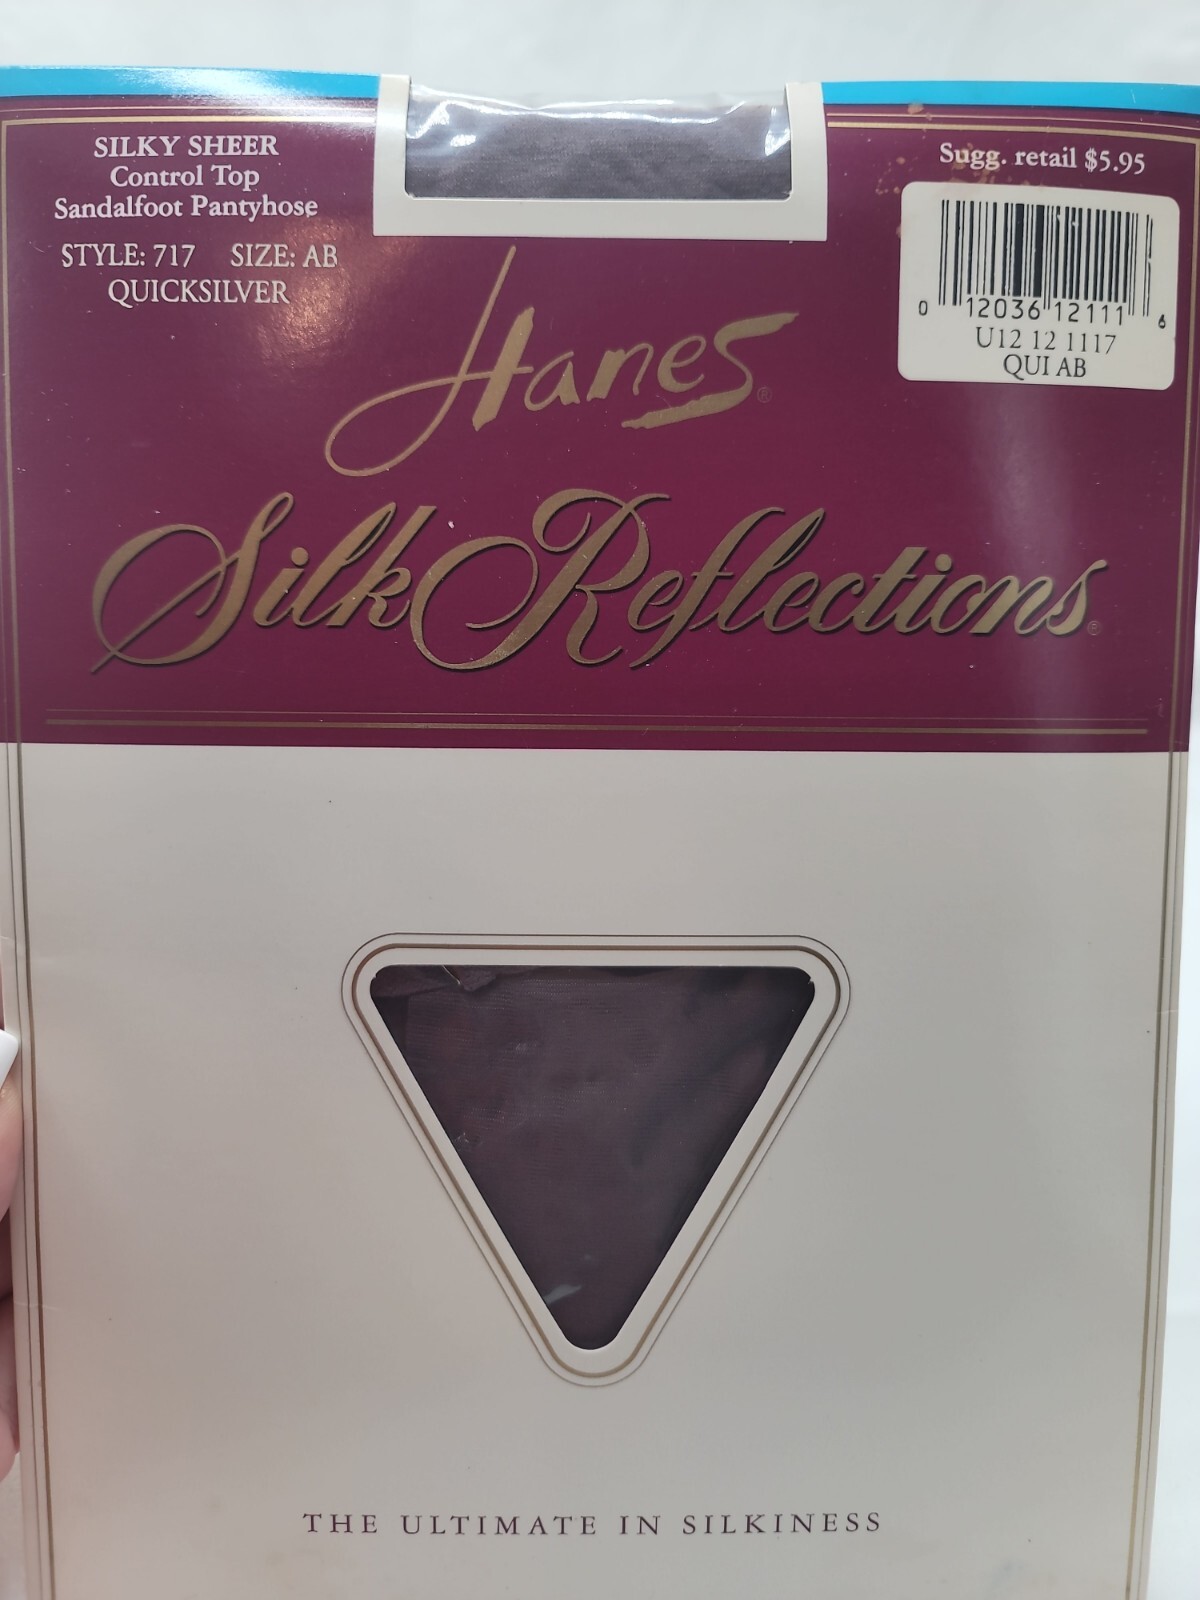 SILKY SHEER
Control Top
Sandalfoot Pantyhose
STYLE: 717 SIZE: AB
QUICKSILVER
Sugg. retail $5.95
0 12036 12111 6
U12 12 1117
QUI AB
Hanes®
Silk Reflections®
THE ULTIMATE IN SILKINESS